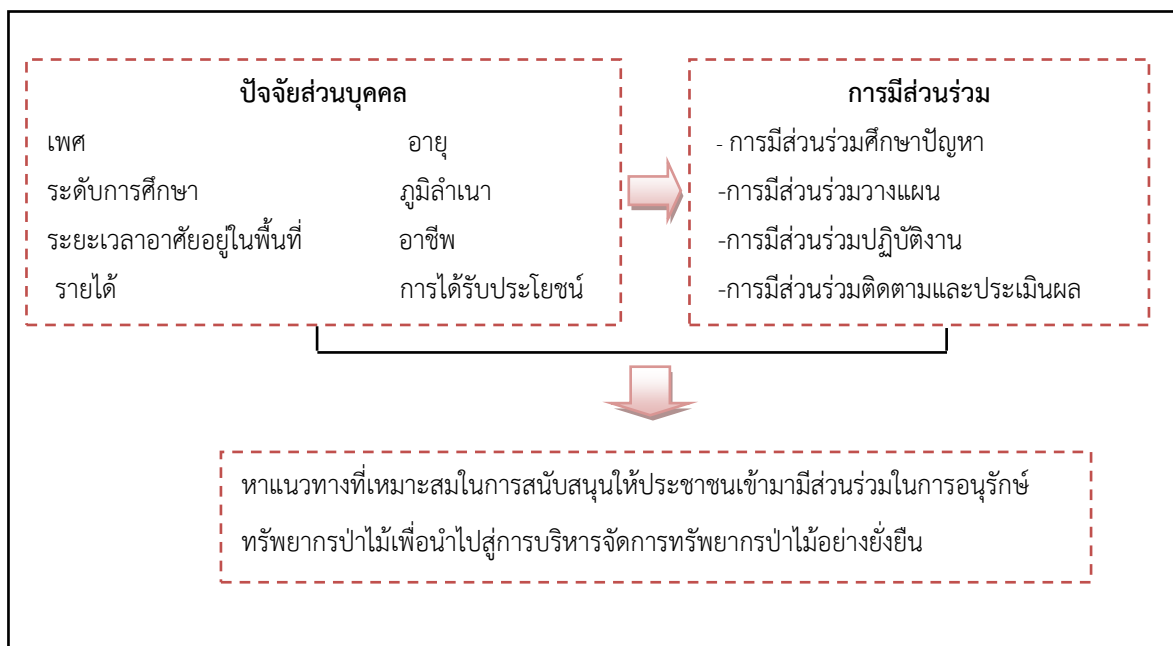 ปัจจัยส่วนบุคคล
เพศ อายุ
ระดับการศึกษา ภูมิลำเนา
ระยะเวลาอาศัยอยู่ในพื้นที่ อาชีพ
รายได้ การได้รับประโยชน์
การมีส่วนร่วม
- การมีส่วนร่วมศึกษาปัญหา
-การมีส่วนร่วมวางแผน
-การมีส่วนร่วมปฏิบัติงาน
-การมีส่วนร่วมติดตามและประเมินผล
หาแนวทางที่เหมาะสมในการสนับสนุนให้ประชาชนเข้ามามีส่วนร่วมในการอนุรักษ์
ทรัพยากรป่าไม้เพื่อนำไปสู่การบริหารจัดการทรัพยากรป่าไม้อย่างยั่งยืน